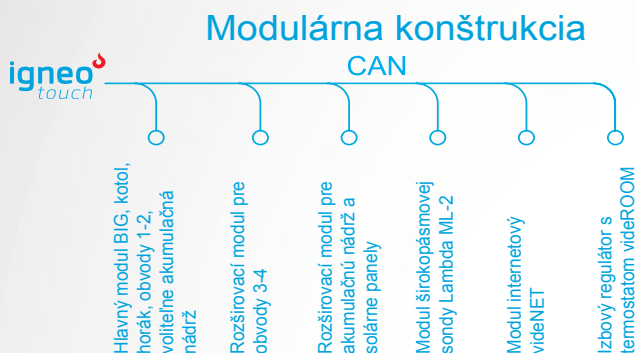 Modulárna konštrukcia
CAN
igneo
touch
Hlavný modul BIG, kotol,
horák, obvody 1-2,
voliteľne akumulačná
nádrž
Rozširovací modul pre
obvody 3-4
Rozširovací modul pre
akumulačnú nádrž a
solárne panely
Modul širokopásmovej
sondy Lambda ML-2
Modul internetový
videNET
Izbový regulátor s
termostatom videROOM